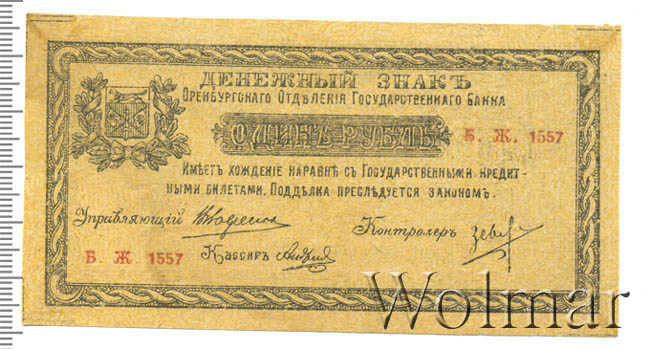 ДЕНЕЖНЫЙ ЗНАКЪ
ОРЕНБУРГСКАГО ОТДѢЛЕНІЯ ГОСУДАРСТВЕННАГО БАНКА
ОДИНЪ РУБЛЬ
Б. Ж. 1557
ИМѢЕТЪ ХОЖДЕНІЕ НАРАВНѢ СЪ ГОСУДАРСТВЕННЫМИ КРЕДИТ-
НЫМИ БИЛЕТАМИ. ПОДДѢЛКА ПРЕСЛѢДУЕТСЯ ЗАКОНОМЪ.
Управляющій
Контролеръ
Б. Ж 1557
Кассиръ
Wolmar